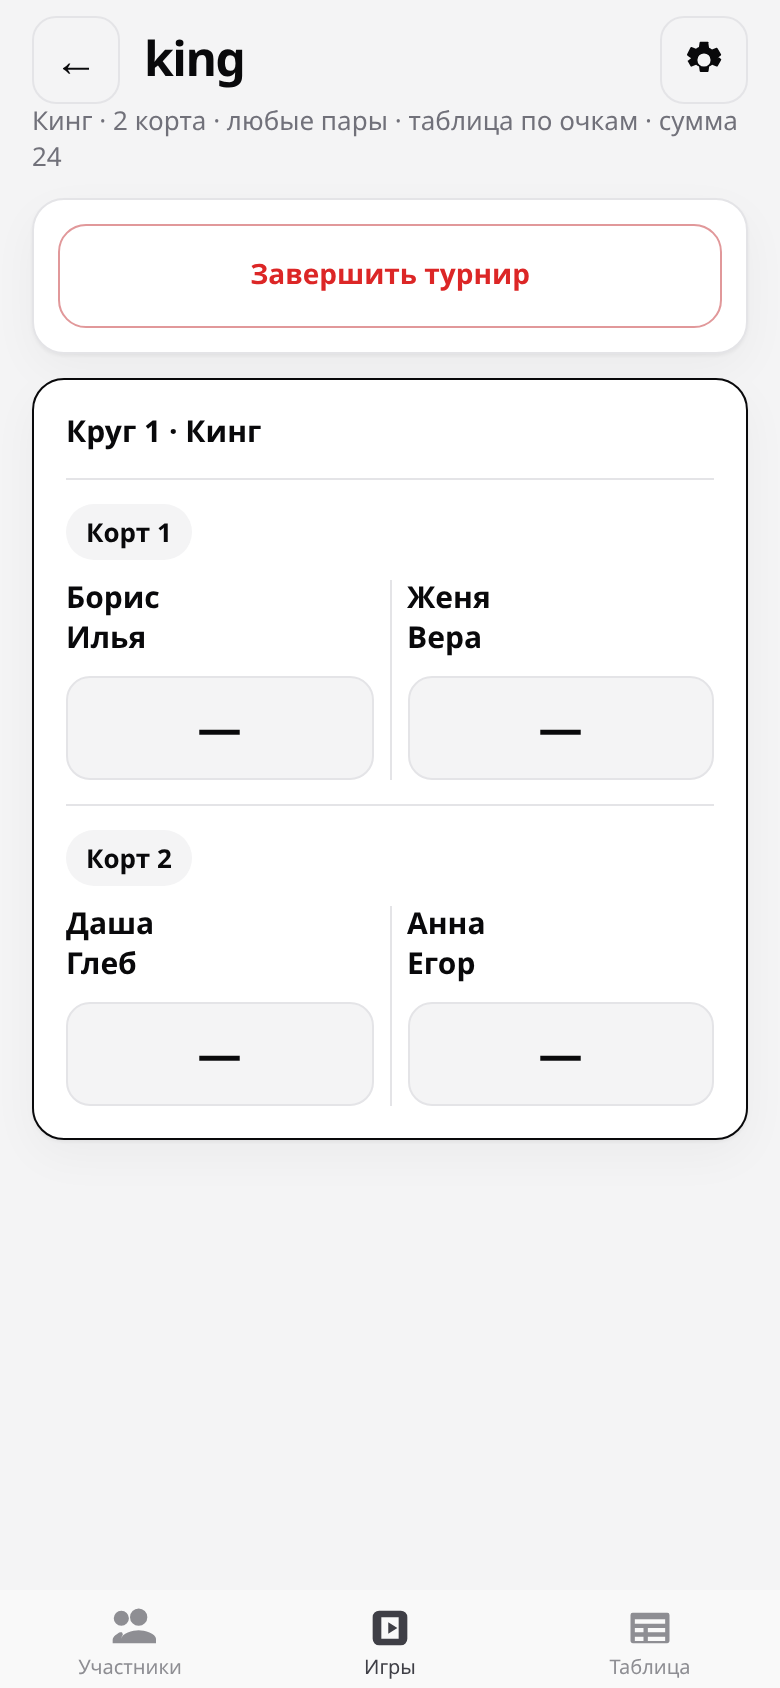 ← king
Кинг · 2 корта · любые пары · таблица по очкам · сумма
24
Завершить турнир
Круг 1 · Кинг
Корт 1
Борис
Илья
Женя
Вера
—
—
Корт 2
Даша
Глеб
Анна
Егор
—
—
Участники
Игры
Таблица